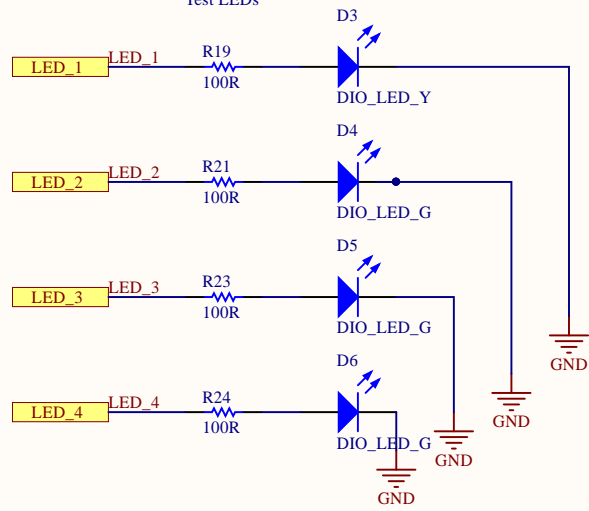 Test LEDs
D3
LED_1 LED_1 R19
100R
DIO_LED_Y
D4
LED_2 LED_2 R21
100R
DIO_LED_G
D5
LED_3 LED_3 R23
100R
DIO_LED_G
GND
D6
LED_4 LED_4 R24
100R
DIO_LED_G
GND
GND
GND